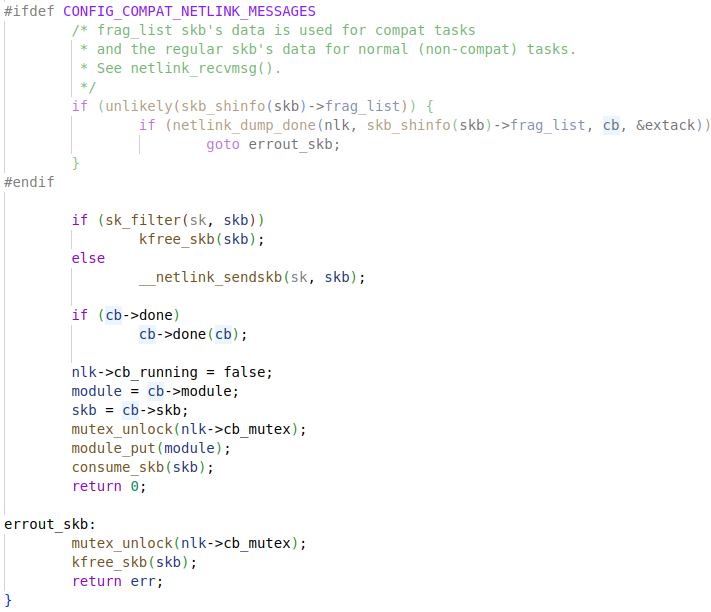 #ifdef CONFIG_COMPAT_NETLINK_MESSAGES
/* frag_list skb's data is used for compat tasks
* and the regular skb's data for normal (non-compat) tasks.
* See netlink_recvmsg().
*/
if (unlikely(skb_shinfo(skb)->frag_list)) {
if (netlink_dump_done(nlk, skb_shinfo(skb)->frag_list, cb, &extack))
goto errout_skb;
}
#endif
if (sk_filter(sk, skb))
kfree_skb(skb);
else
__netlink_sendskb(sk, skb);
if (cb->done)
cb->done(cb);
nlk->cb_running = false;
module = cb->module;
skb = cb->skb;
mutex_unlock(nlk->cb_mutex);
module_put(module);
consume_skb(skb);
return 0;
errout_skb:
mutex_unlock(nlk->cb_mutex);
kfree_skb(skb);
return err;
}